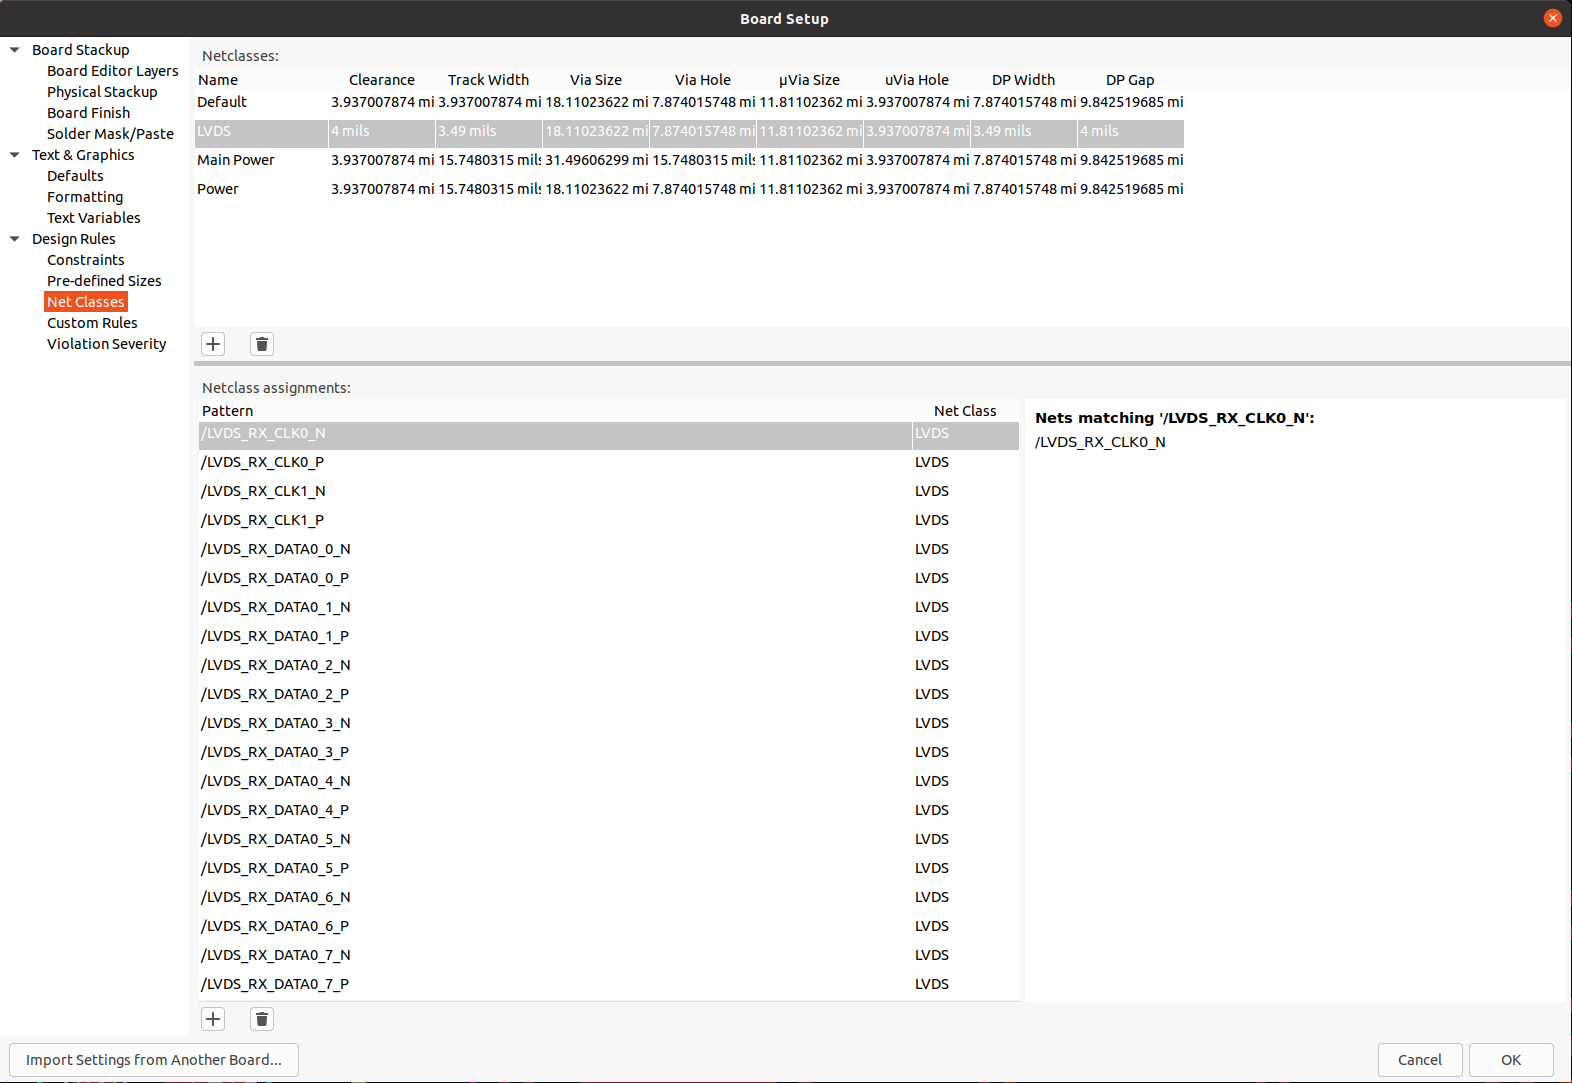 Board Setup
Board Stackup
Board Editor Layers
Physical Stackup
Board Finish
Solder Mask/Paste
Text & Graphics
Defaults
Formatting
Text Variables
Design Rules
Constraints
Pre-defined Sizes
Net Classes
Custom Rules
Violation Severity
Netclasses:
Name Clearance Track Width Via Size Via Hole µVia Size uVia Hole DP Width DP Gap
Default 3.937007874 mi 3.937007874 mi 18.11023622 mi 7.874015748 mi 11.81102362 mi 3.937007874 mi 7.874015748 mi 9.842519685 mi
LVDS 4 mils 3.49 mils 18.11023622 mi 7.874015748 mi 11.81102362 mi 3.937007874 mi 3.49 mils 4 mils
Main Power 3.937007874 mi 15.7480315 mils 31.49606299 mi 15.7480315 mils 11.81102362 mi 3.937007874 mi 7.874015748 mi 9.842519685 mi
Power 3.937007874 mi 15.7480315 mils 18.11023622 mi 7.874015748 mi 11.81102362 mi 3.937007874 mi 7.874015748 mi 9.842519685 mi
Netclass assignments:
Pattern Net Class
/LVDS_RX_CLK0_N LVDS
/LVDS_RX_CLK0_P LVDS
/LVDS_RX_CLK1_N LVDS
/LVDS_RX_CLK1_P LVDS
/LVDS_RX_DATA0_0_N LVDS
/LVDS_RX_DATA0_0_P LVDS
/LVDS_RX_DATA0_1_N LVDS
/LVDS_RX_DATA0_1_P LVDS
/LVDS_RX_DATA0_2_N LVDS
/LVDS_RX_DATA0_2_P LVDS
/LVDS_RX_DATA0_3_N LVDS
/LVDS_RX_DATA0_3_P LVDS
/LVDS_RX_DATA0_4_N LVDS
/LVDS_RX_DATA0_4_P LVDS
/LVDS_RX_DATA0_5_N LVDS
/LVDS_RX_DATA0_5_P LVDS
/LVDS_RX_DATA0_6_N LVDS
/LVDS_RX_DATA0_6_P LVDS
/LVDS_RX_DATA0_7_N LVDS
/LVDS_RX_DATA0_7_P LVDS
Nets matching '/LVDS_RX_CLK0_N':
/LVDS_RX_CLK0_N
Import Settings from Another Board...
Cancel
OK